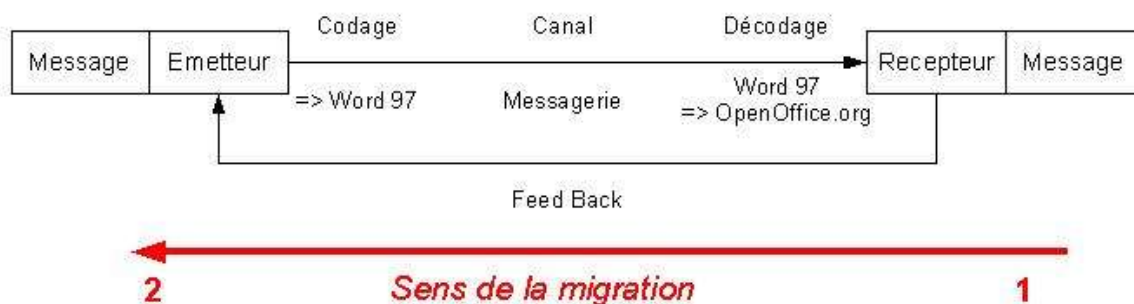 Codage Canal Décodage
Message Emetteur Recepteur Message
=> Word 97 Messagerie Word 97
=> OpenOffice.org
Feed Back
2 Sens de la migration 1